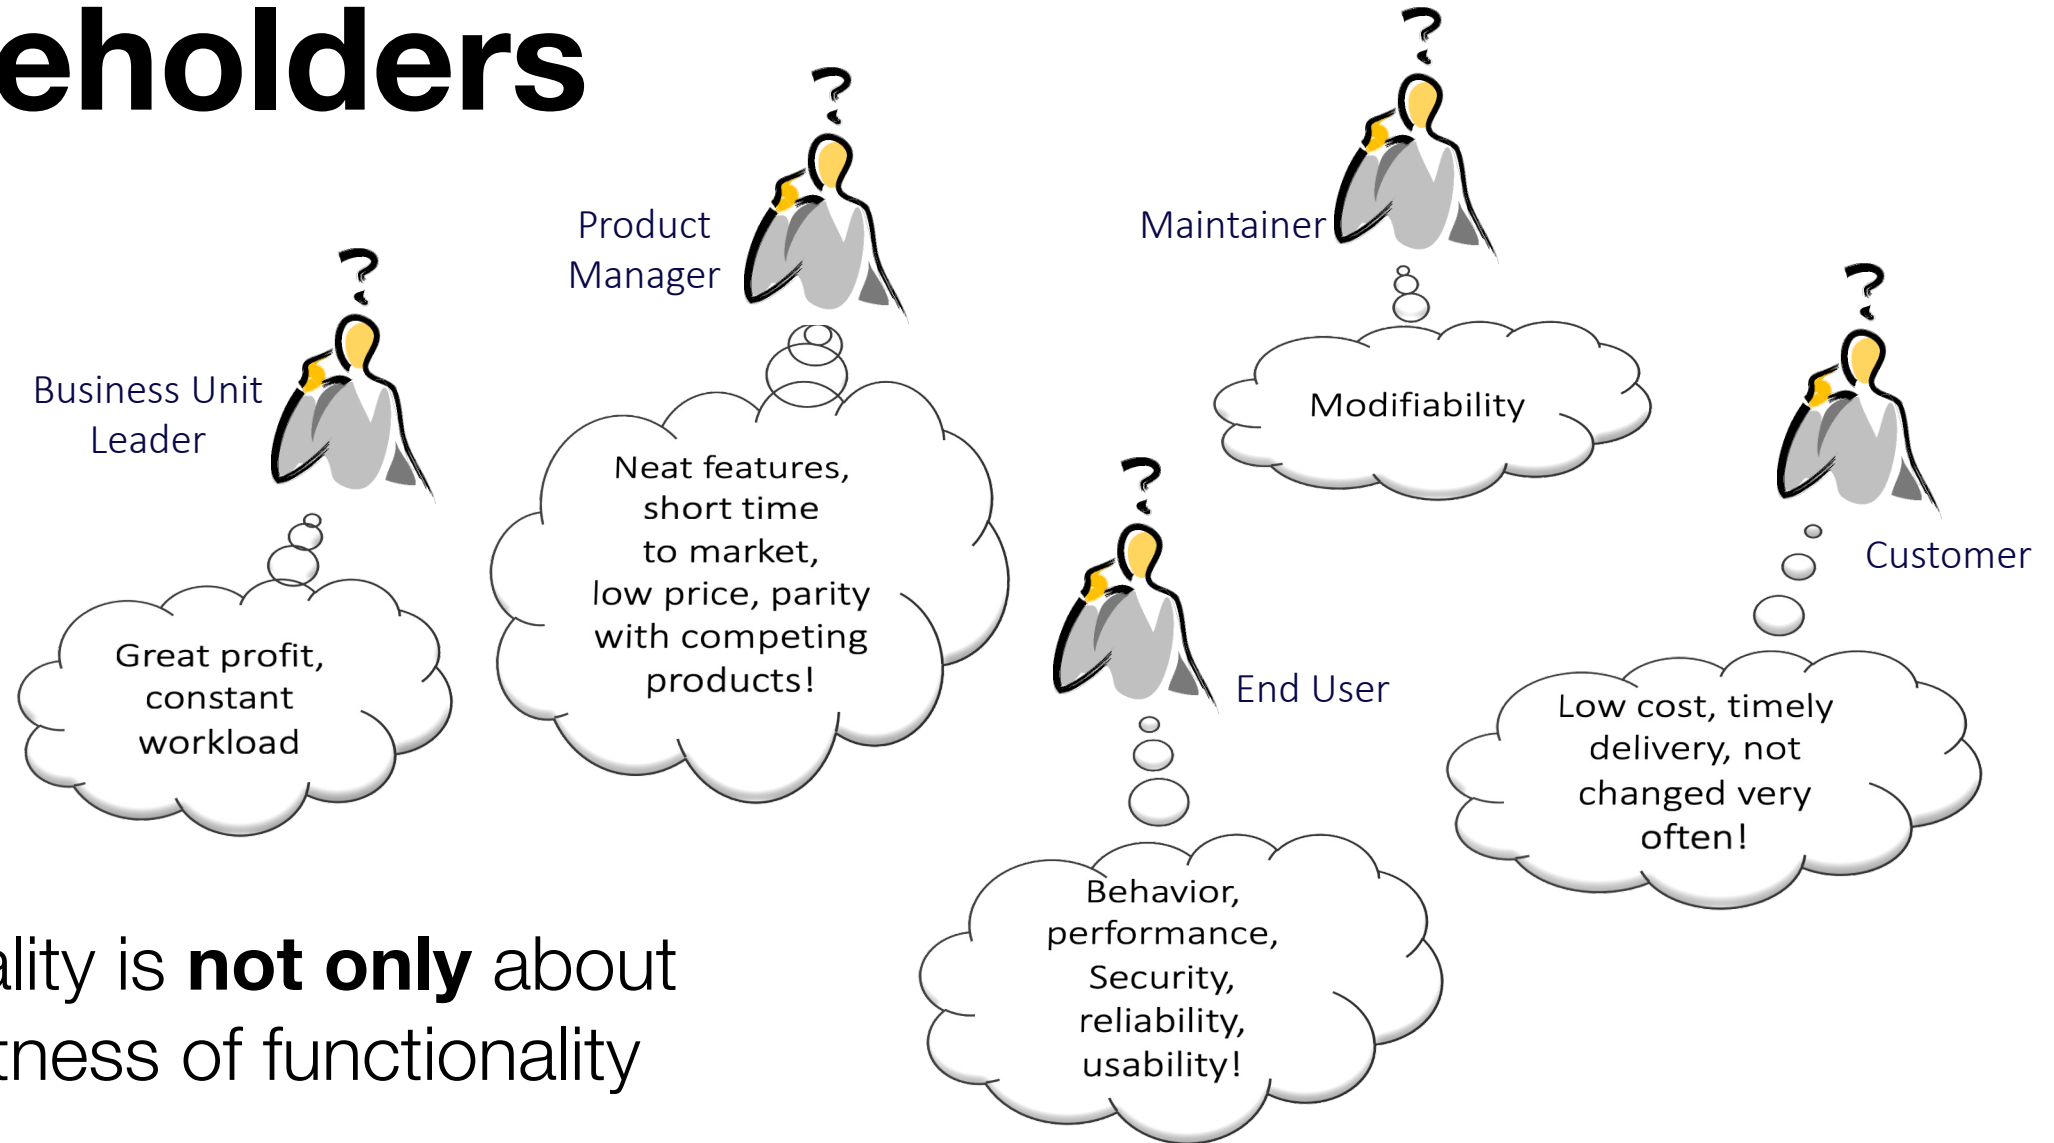 eholders
?
Product
Manager
?
Maintainer
?
Business Unit
Leader
?
Customer
?
End User
Neat features,
short time
to market,
low price, parity
with competing
products!
Modifiability
Great profit,
constant
workload
Low cost, timely
delivery, not
changed very
often!
Behavior,
performance,
Security,
reliability,
usability!
ality is not only about
tness of functionality